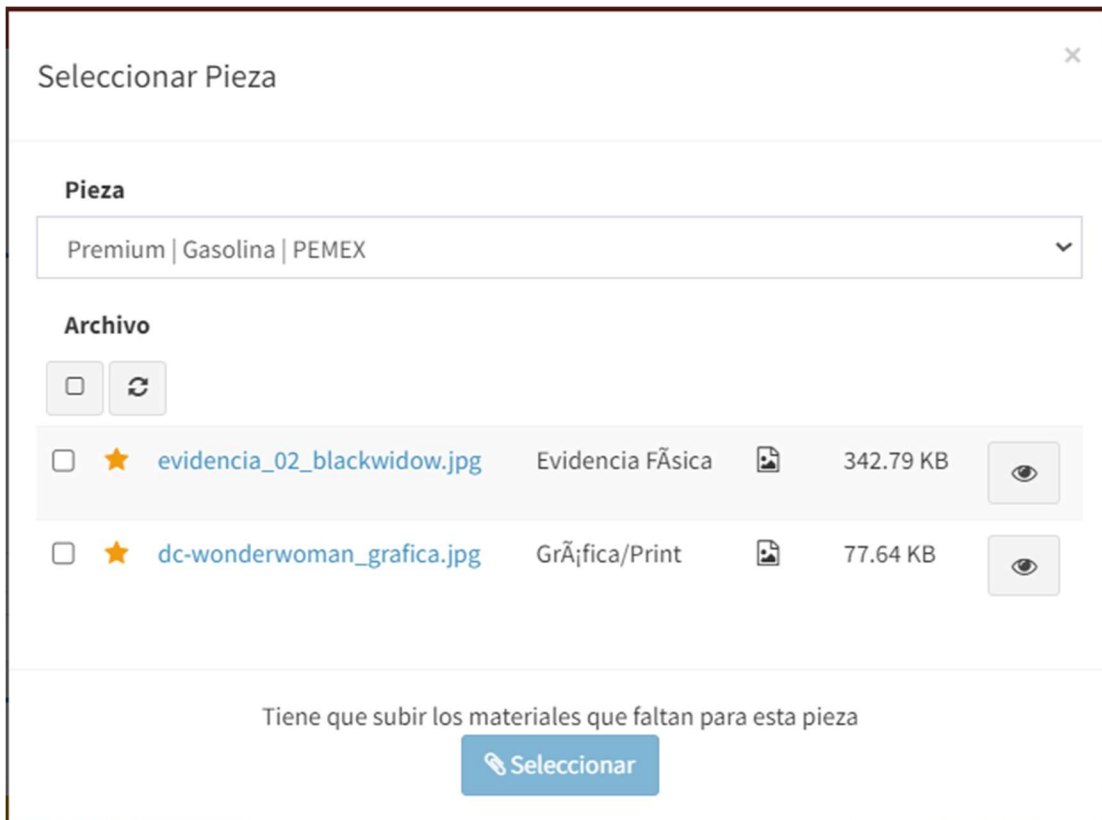 Seleccionar Pieza
×
Pieza
Premium | Gasolina | PEMEX
Archivo
evidencia_02_blackwidow.jpg Evidencia FÃsica 342.79 KB
dc-wonderwoman_grafica.jpg GrÃ¡fica/Print 77.64 KB
Tiene que subir los materiales que faltan para esta pieza
Seleccionar